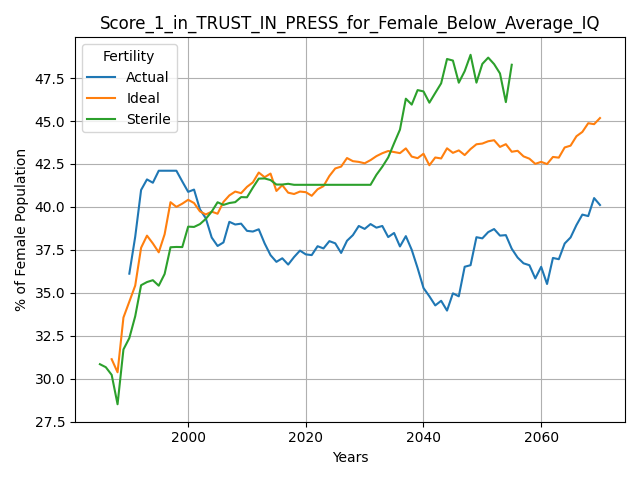 Score_1_in_TRUST_IN_PRESS_for_Female_Below_Average_IQ
Fertility
Actual
Ideal
Sterile
% of Female Population
47.5
45.0
42.5
40.0
37.5
35.0
32.5
30.0
27.5
2000
2020
2040
2060
Years